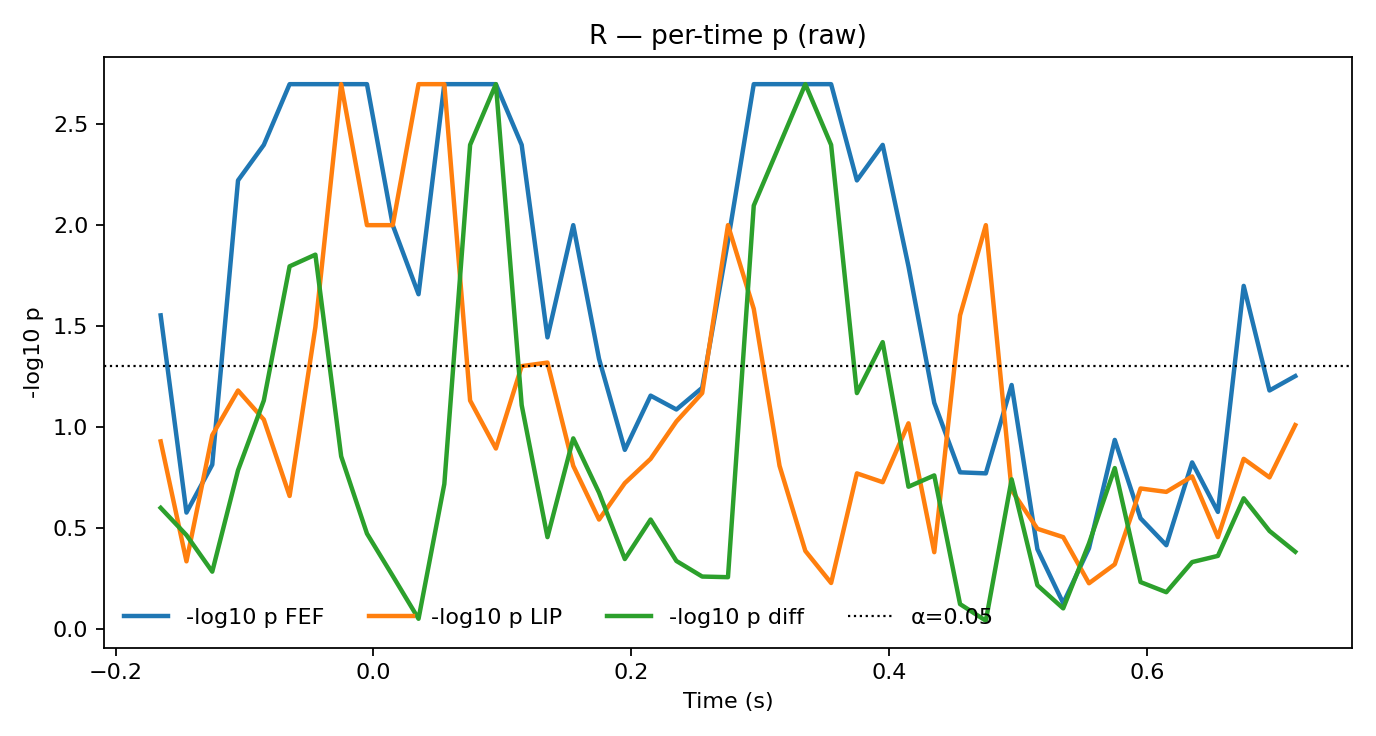 R — per-time p (raw)
-log10 p
2.5
2.0
1.5
1.0
0.5
0.0
-log10 p FEF
-log10 p LIP
-log10 p diff
α=0.05
−0.2
0.0
0.2
0.4
0.6
Time (s)